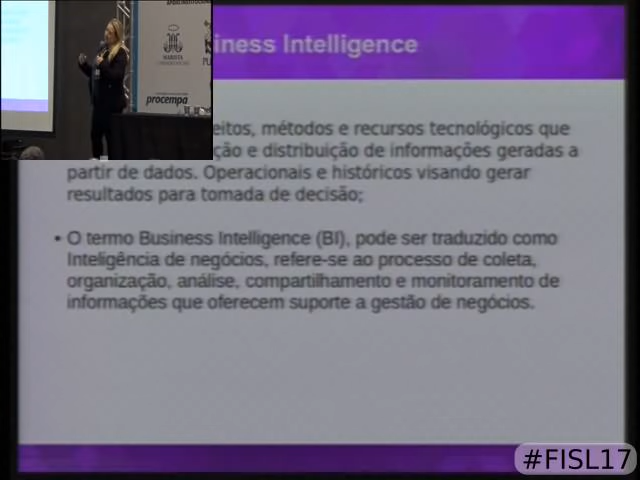 iness Intelligence
MARISTA
procempa
eitos, métodos e recursos tecnológicos que
ção e distribuição de informações geradas a
partir de dados. Operacionais e históricos visando gerar
resultados para tomada de decisão;
• O termo Business Intelligence (BI), pode ser traduzido como
Inteligência de negócios, refere-se ao processo de coleta,
organização, análise, compartilhamento e monitoramento de
informações que oferecem suporte a gestão de negócios.
#FISL17